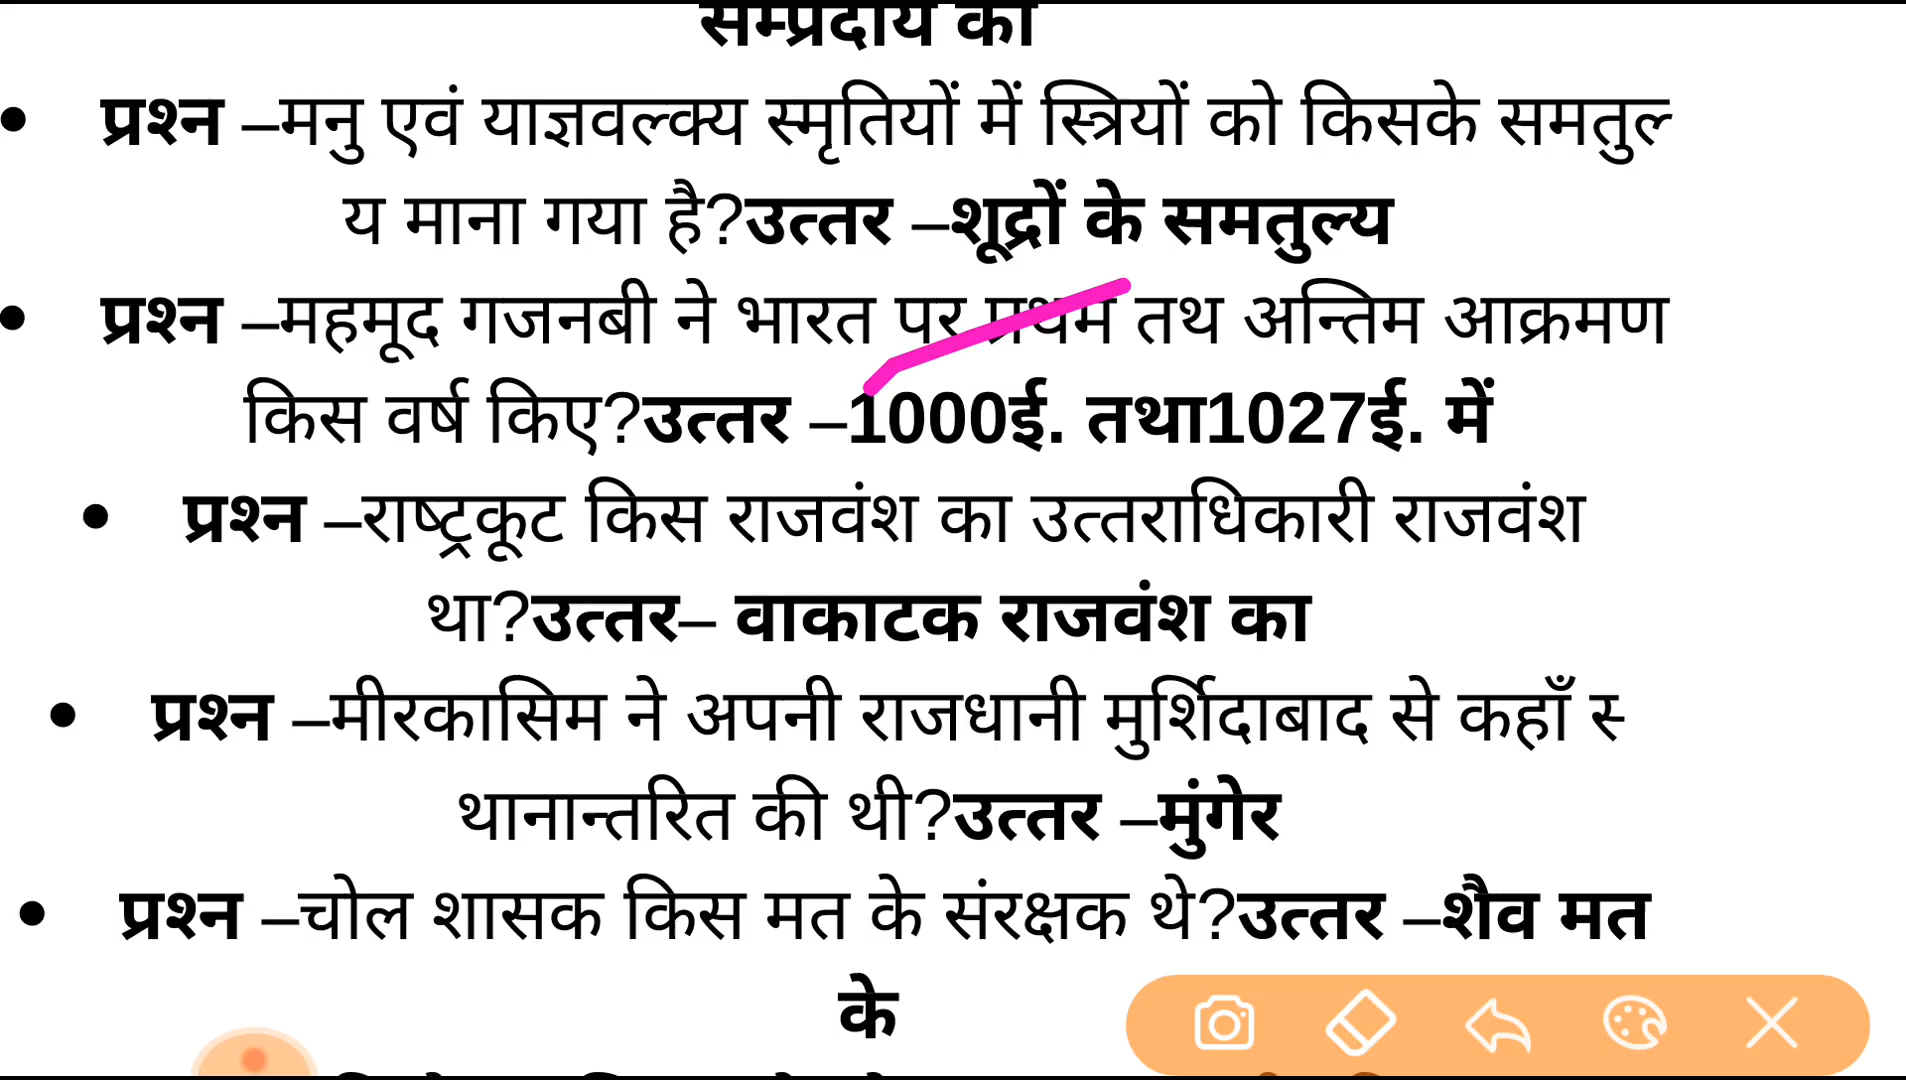 सम्प्रदाय का
• प्रश्न –मनु एवं याज्ञवल्क्य स्मृतियों में स्त्रियों को किसके समतुल्
य माना गया है?उत्तर –शूद्रों के समतुल्य
• प्रश्न –महमूद गजनबी ने भारत पर प्रथम तथ अन्तिम आक्रमण
किस वर्ष किए?उत्तर –1000ई. तथा1027ई. में
• प्रश्न –राष्ट्रकूट किस राजवंश का उत्तराधिकारी राजवंश
था?उत्तर– वाकाटक राजवंश का
• प्रश्न –मीरकासिम ने अपनी राजधानी मुर्शिदाबाद से कहाँ स्
थानान्तरित की थी?उत्तर –मुंगेर
• प्रश्न –चोल शासक किस मत के संरक्षक थे?उत्तर –शैव मत
के